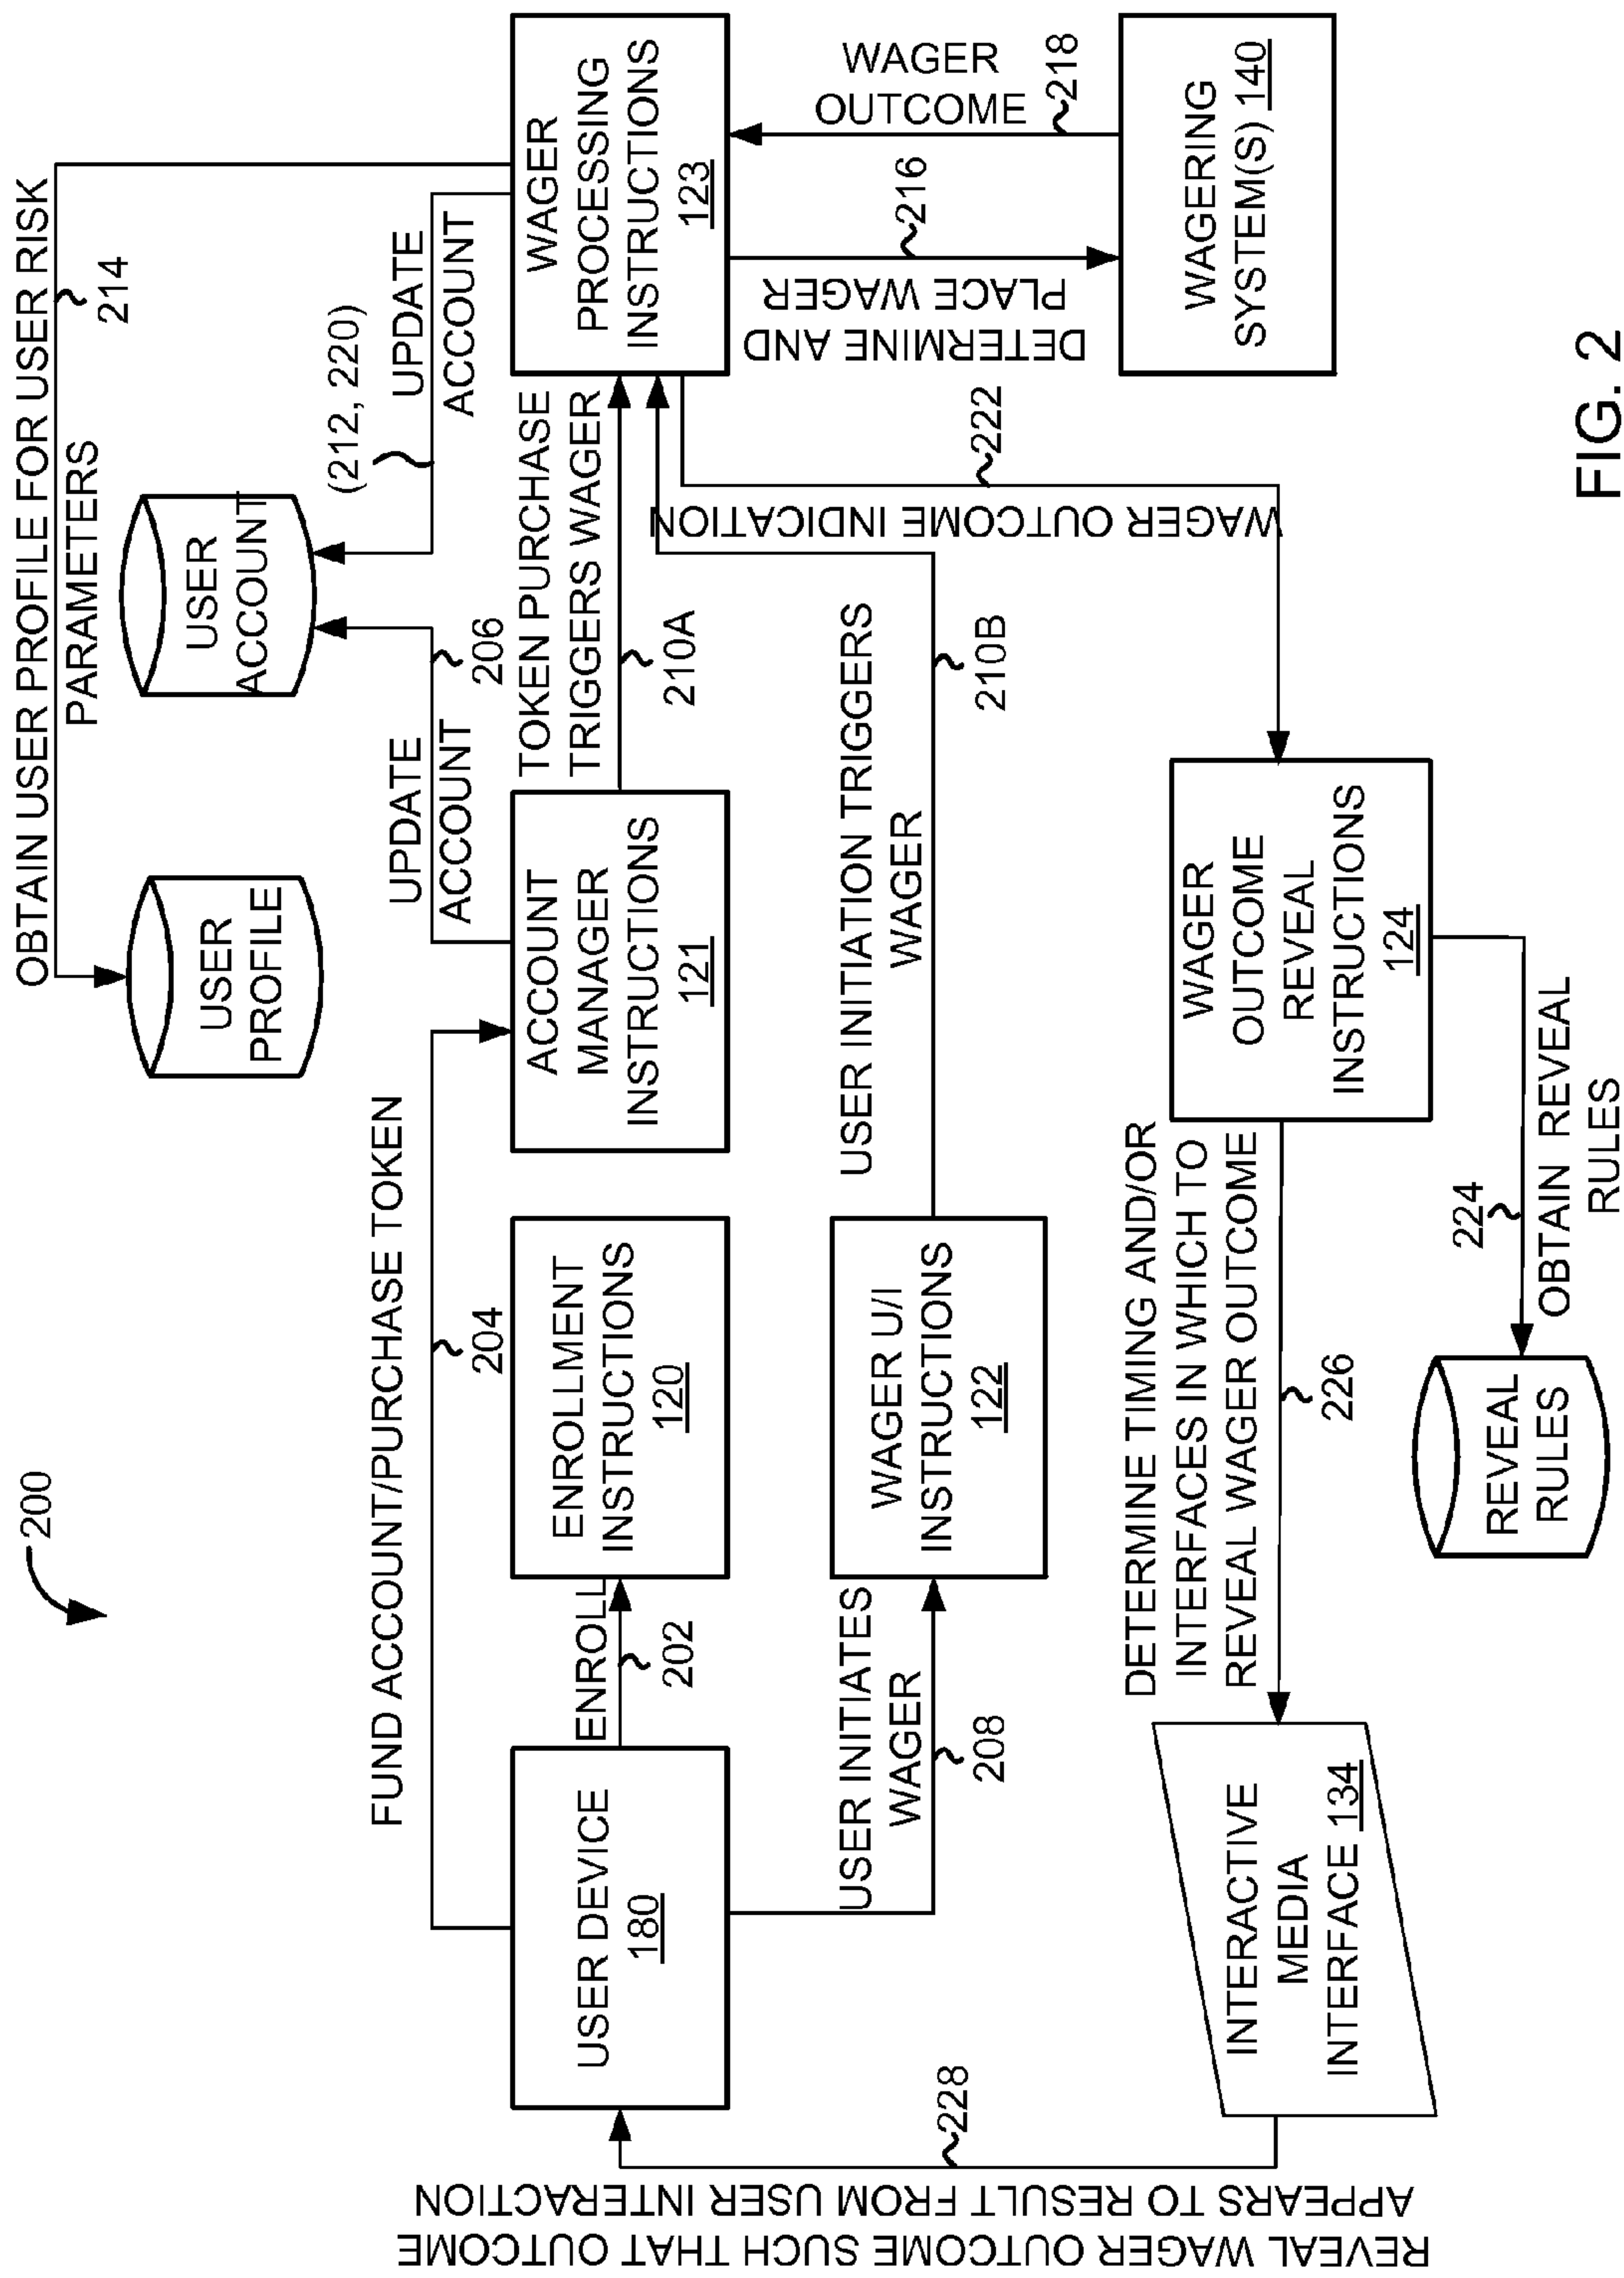 200
OBTAIN USER PROFILE FOR USER RISK
PARAMETERS
214
USER
PROFILE
USER
ACCOUNT
(212, 220)
UPDATE
ACCOUNT
UPDATE
ACCOUNT
206
FUND ACCOUNT/PURCHASE TOKEN
204
USER DEVICE
180
ENROLL
202
ENROLLMENT
INSTRUCTIONS
120
ACCOUNT
MANAGER
INSTRUCTIONS
121
TOKEN PURCHASE
TRIGGERS WAGER
210A
WAGER
PROCESSING
INSTRUCTIONS
123
USER INITIATES
WAGER
208
WAGER U/I
INSTRUCTIONS
122
USER INITIATION TRIGGERS
WAGER
210B
WAGER OUTCOME INDICATION
222
DETERMINE AND
PLACE WAGER
216
WAGER
OUTCOME
218
WAGERING
SYSTEM(S) 140
WAGER
OUTCOME
REVEAL
INSTRUCTIONS
124
DETERMINE TIMING AND/OR
INTERFACES IN WHICH TO
REVEAL WAGER OUTCOME
226
224
OBTAIN REVEAL
RULES
REVEAL
RULES
INTERACTIVE
MEDIA
INTERFACE 134
228
REVEAL WAGER OUTCOME SUCH THAT OUTCOME
APPEARS TO RESULT FROM USER INTERACTION
FIG. 2